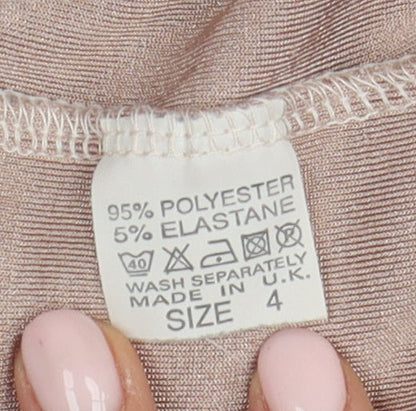 95% POLYESTER
5% ELASTANE
40
WASH SEPARATELY
MADE IN U.K.
SIZE 4